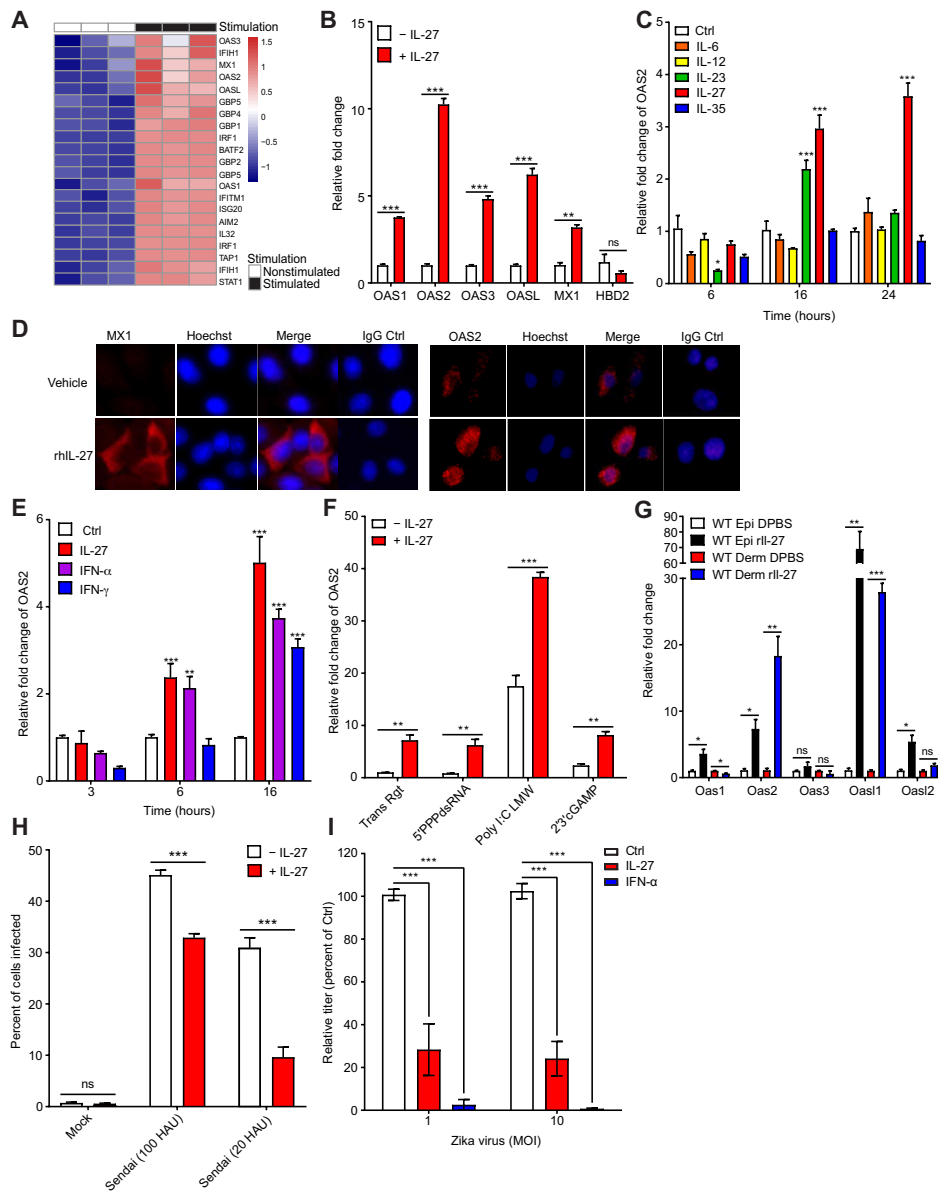 A
Stimulation
OAS3
IFIH1
MX1
OAS2
OASL
GBP5
GBP4
GBP1
IRF1
BATF2
GBP2
GBP5
OAS1
IFITM1
ISG20
AIM2
IL32
IRF1
TAP1
IFIH1
STAT1
1.5
1
0.5
0
−0.5
−1
Stimulation
Nonstimulated
Stimulated
B
− IL-27
+ IL-27
Relative fold change
15
10
5
0
***
***
***
***
**
ns
OAS1 OAS2 OAS3 OASL MX1 HBD2
C
Ctrl
IL-6
IL-12
IL-23
IL-27
IL-35
Relative fold change of OAS2
5
4
3
2
1
0
*
***
***
***
6 16 24
Time (hours)
D
MX1 Hoechst Merge IgG Ctrl OAS2 Hoechst Merge IgG Ctrl
Vehicle
rhIL-27
E
Ctrl
IL-27
IFN-α
IFN-γ
Relative fold change of OAS2
6
4
2
0
***
**
***
***
***
3 6 16
Time (hours)
F
− IL-27
+ IL-27
Relative fold change of OAS2
50
40
30
20
10
0
**
**
***
**
Trans Rgt
5'PPPdsRNA
Poly I:C LMW
2'3'cGAMP
G
WT Epi DPBS
WT Epi rIl-27
WT Derm DPBS
WT Derm rIl-27
Relative fold change
90
80
70
60
50
40
30
30
20
10
0
*
*
*
**
ns
ns
**
***
*
ns
Oas1 Oas2 Oas3 Oasl1 Oasl2
H
− IL-27
+ IL-27
Percent of cells infected
50
40
30
20
10
0
ns
***
***
Mock
Sendai (100 HAU)
Sendai (20 HAU)
I
Ctrl
IL-27
IFN-α
Relative titer (percent of Ctrl)
120
100
80
60
40
20
0
***
***
***
***
1 10
Zika virus (MOI)